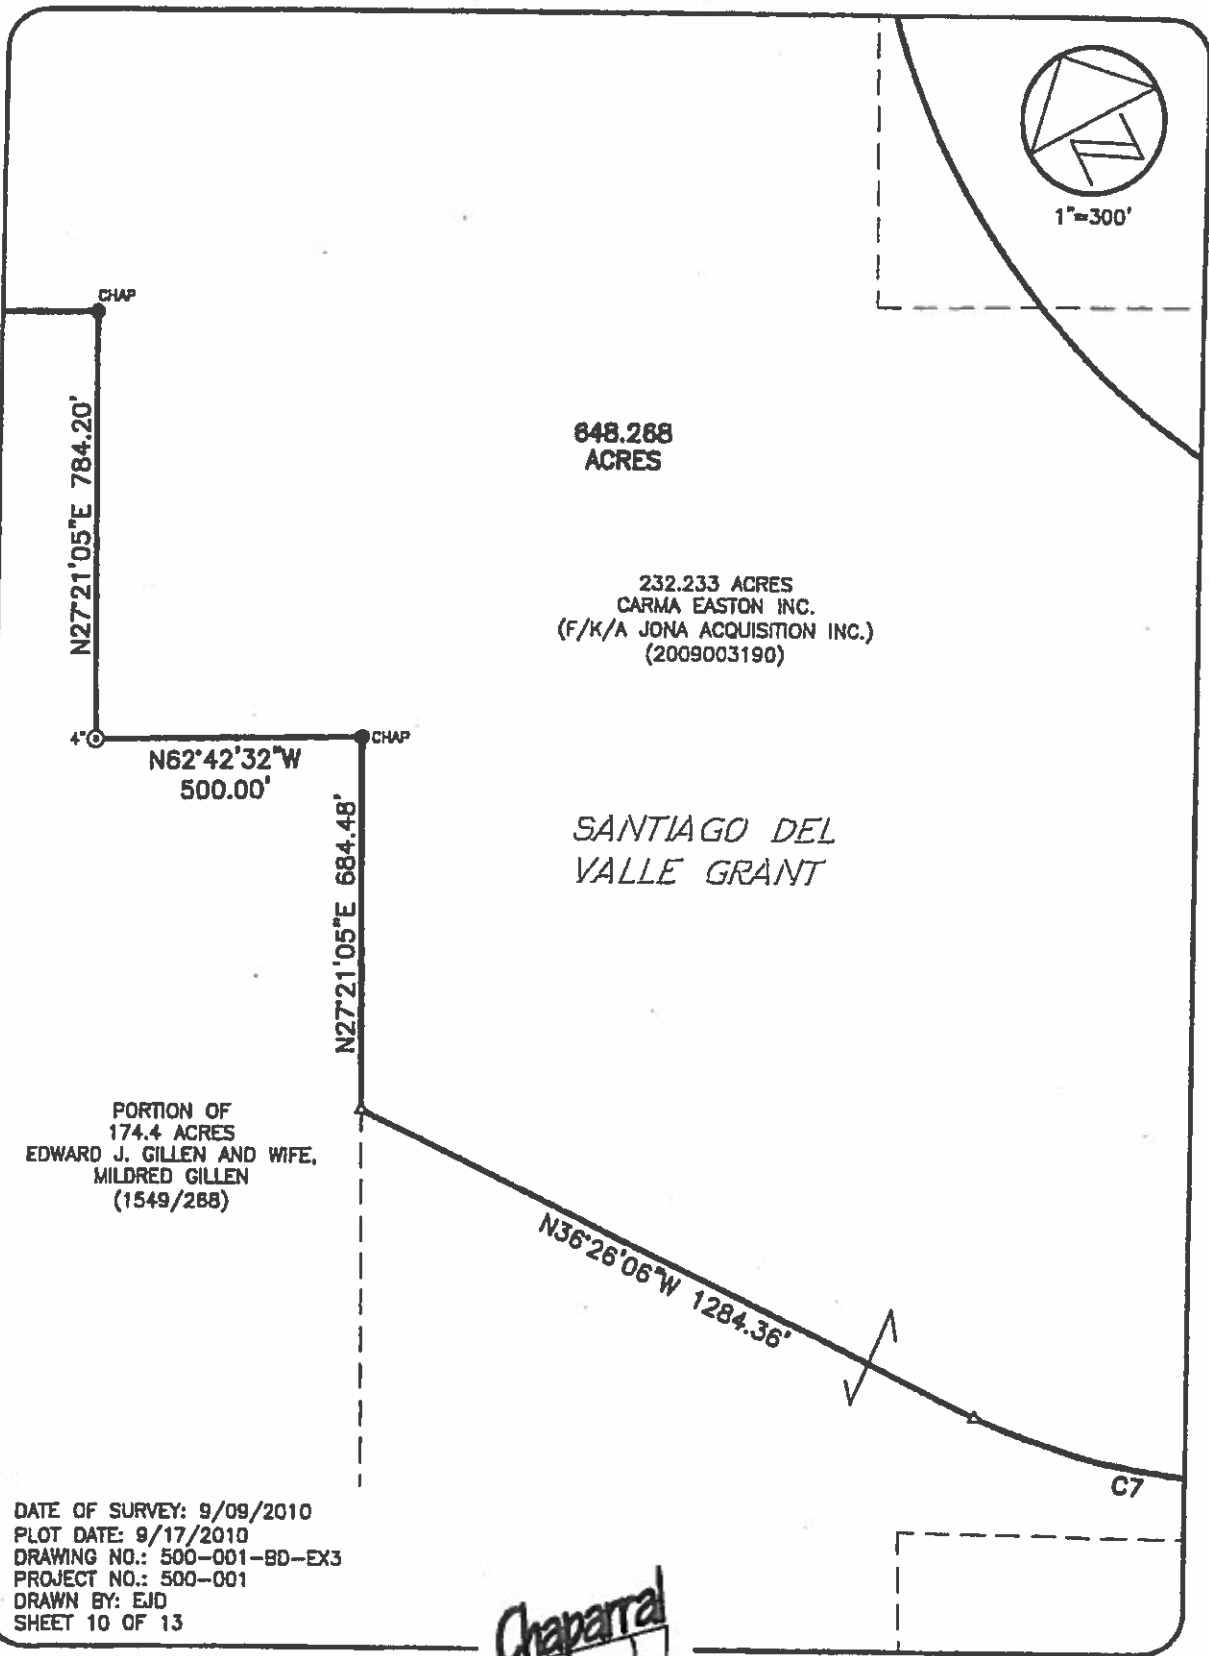 1"=300'
CHAP
N27°21'05"E 784.20'
648.268
ACRES
232.233 ACRES
CARMA EASTON INC.
(F/K/A JONA ACQUISITION INC.)
(2009003190)
4"
CHAP
N62°42'32"W
500.00'
N27°21'05"E 684.48'
SANTIAGO DEL
VALLE GRANT
PORTION OF
174.4 ACRES
EDWARD J. GILLEN AND WIFE,
MILDRED GILLEN
(1549/268)
N36°26'06"W 1284.36'
C7
DATE OF SURVEY: 9/09/2010
PLOT DATE: 9/17/2010
DRAWING NO.: 500-001-BD-EX3
PROJECT NO.: 500-001
DRAWN BY: EJD
SHEET 10 OF 13
Chaparral